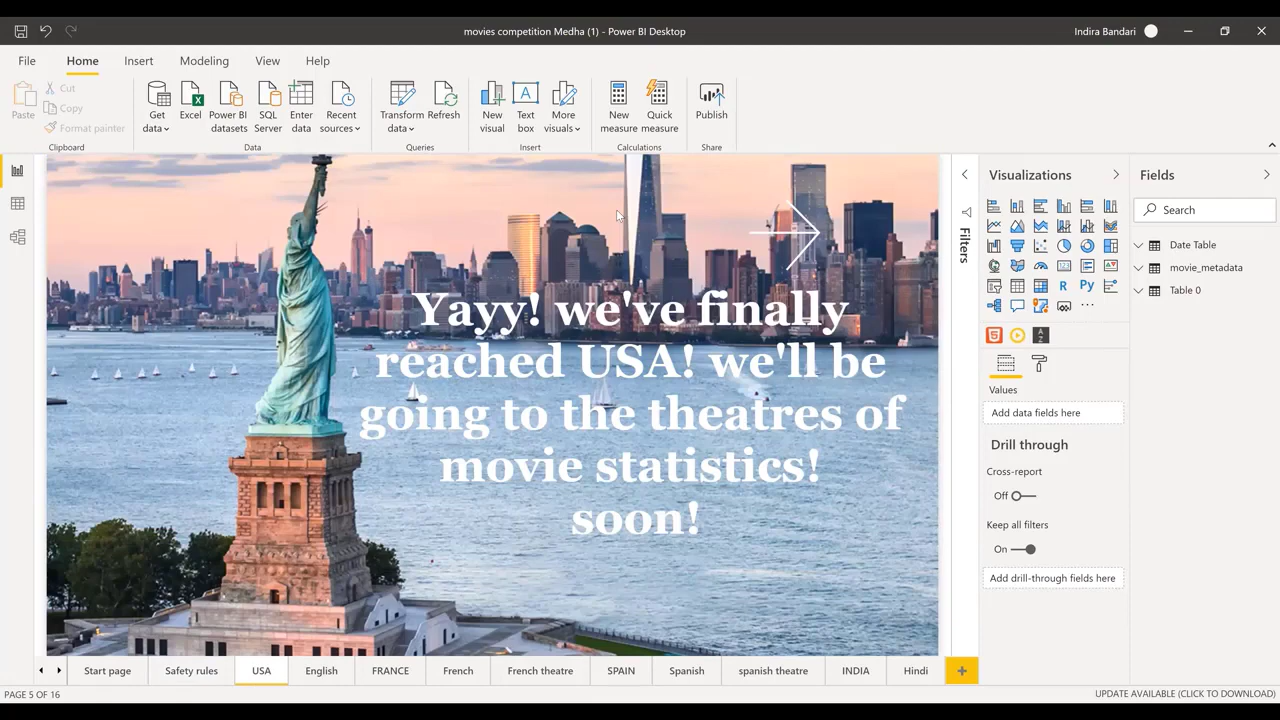 movies competition Medha (1) - Power BI Desktop
Indira Bandari
File Home Insert Modeling View Help
Paste
Cut
Copy
Format painter
Clipboard
Get data
Excel
Power BI datasets
SQL Server
Enter data
Recent sources
Data
Transform data
Refresh
Queries
New visual
A
Text box
More visuals
Insert
New measure
Quick measure
Calculations
Publish
Share
Yayy! we've finally
reached USA! we'll be
going to the theatres of
movie statistics!
soon!
Filters
Visualizations
123
R
Py
Values
Add data fields here
Drill through
Cross-report
Off
Keep all filters
On
Add drill-through fields here
Fields
Search
Date Table
movie_metadata
Table 0
Start page Safety rules USA English FRANCE French French theatre SPAIN Spanish spanish theatre INDIA Hindi +
PAGE 5 OF 16
UPDATE AVAILABLE (CLICK TO DOWNLOAD)